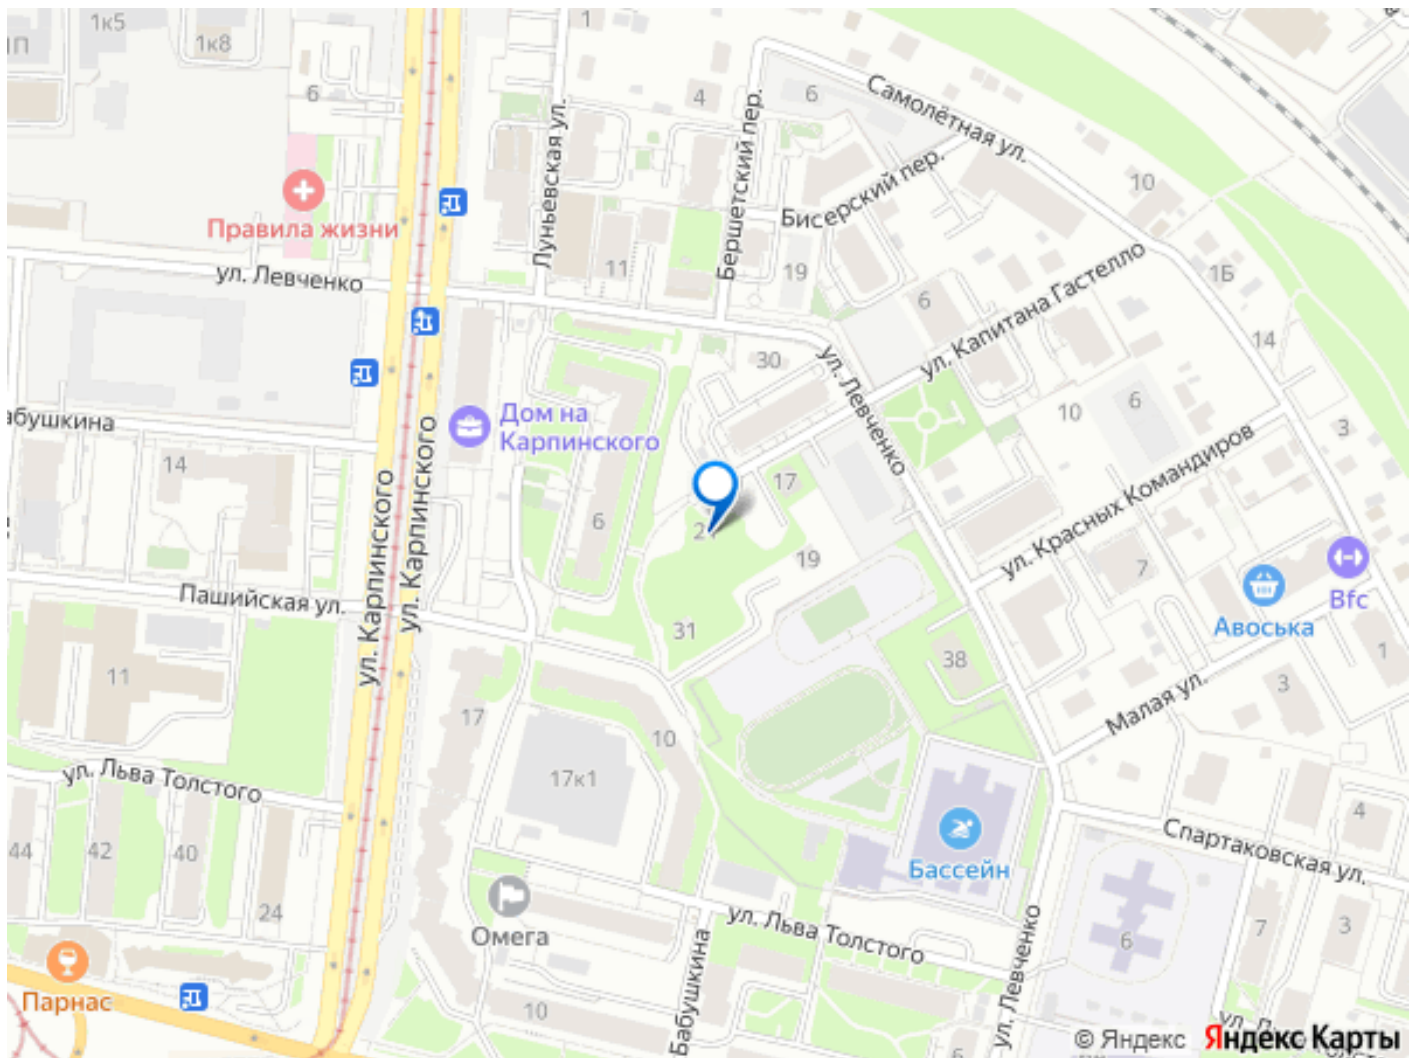 1к5
1к8
1
6
4
6
Самолётная ул.
Луньевская ул.
Бершетский пер.
Бисерский пер.
10
Правила жизни
ул. Левченко
11
19
6
1Б
ул. Капитана Гастелло
14
30
ул. Левченко
Дом на
Карпинского
10
6
3
14
ул. Карпинского
ул. Карпинского
17
6
19
ул. Красных Командиров
7
Bfc
Авоська
Пашийская ул.
31
38
1
3
11
Малая ул.
17
10
17к1
ул. Льва Толстого
4
Спартаковская ул.
44
42
40
Бассейн
24
Омега
ул. Льва Толстого
7
3
6
Парнас
10
Бабушкина
ул. Левченко
© Яндекс Яндекс Карты